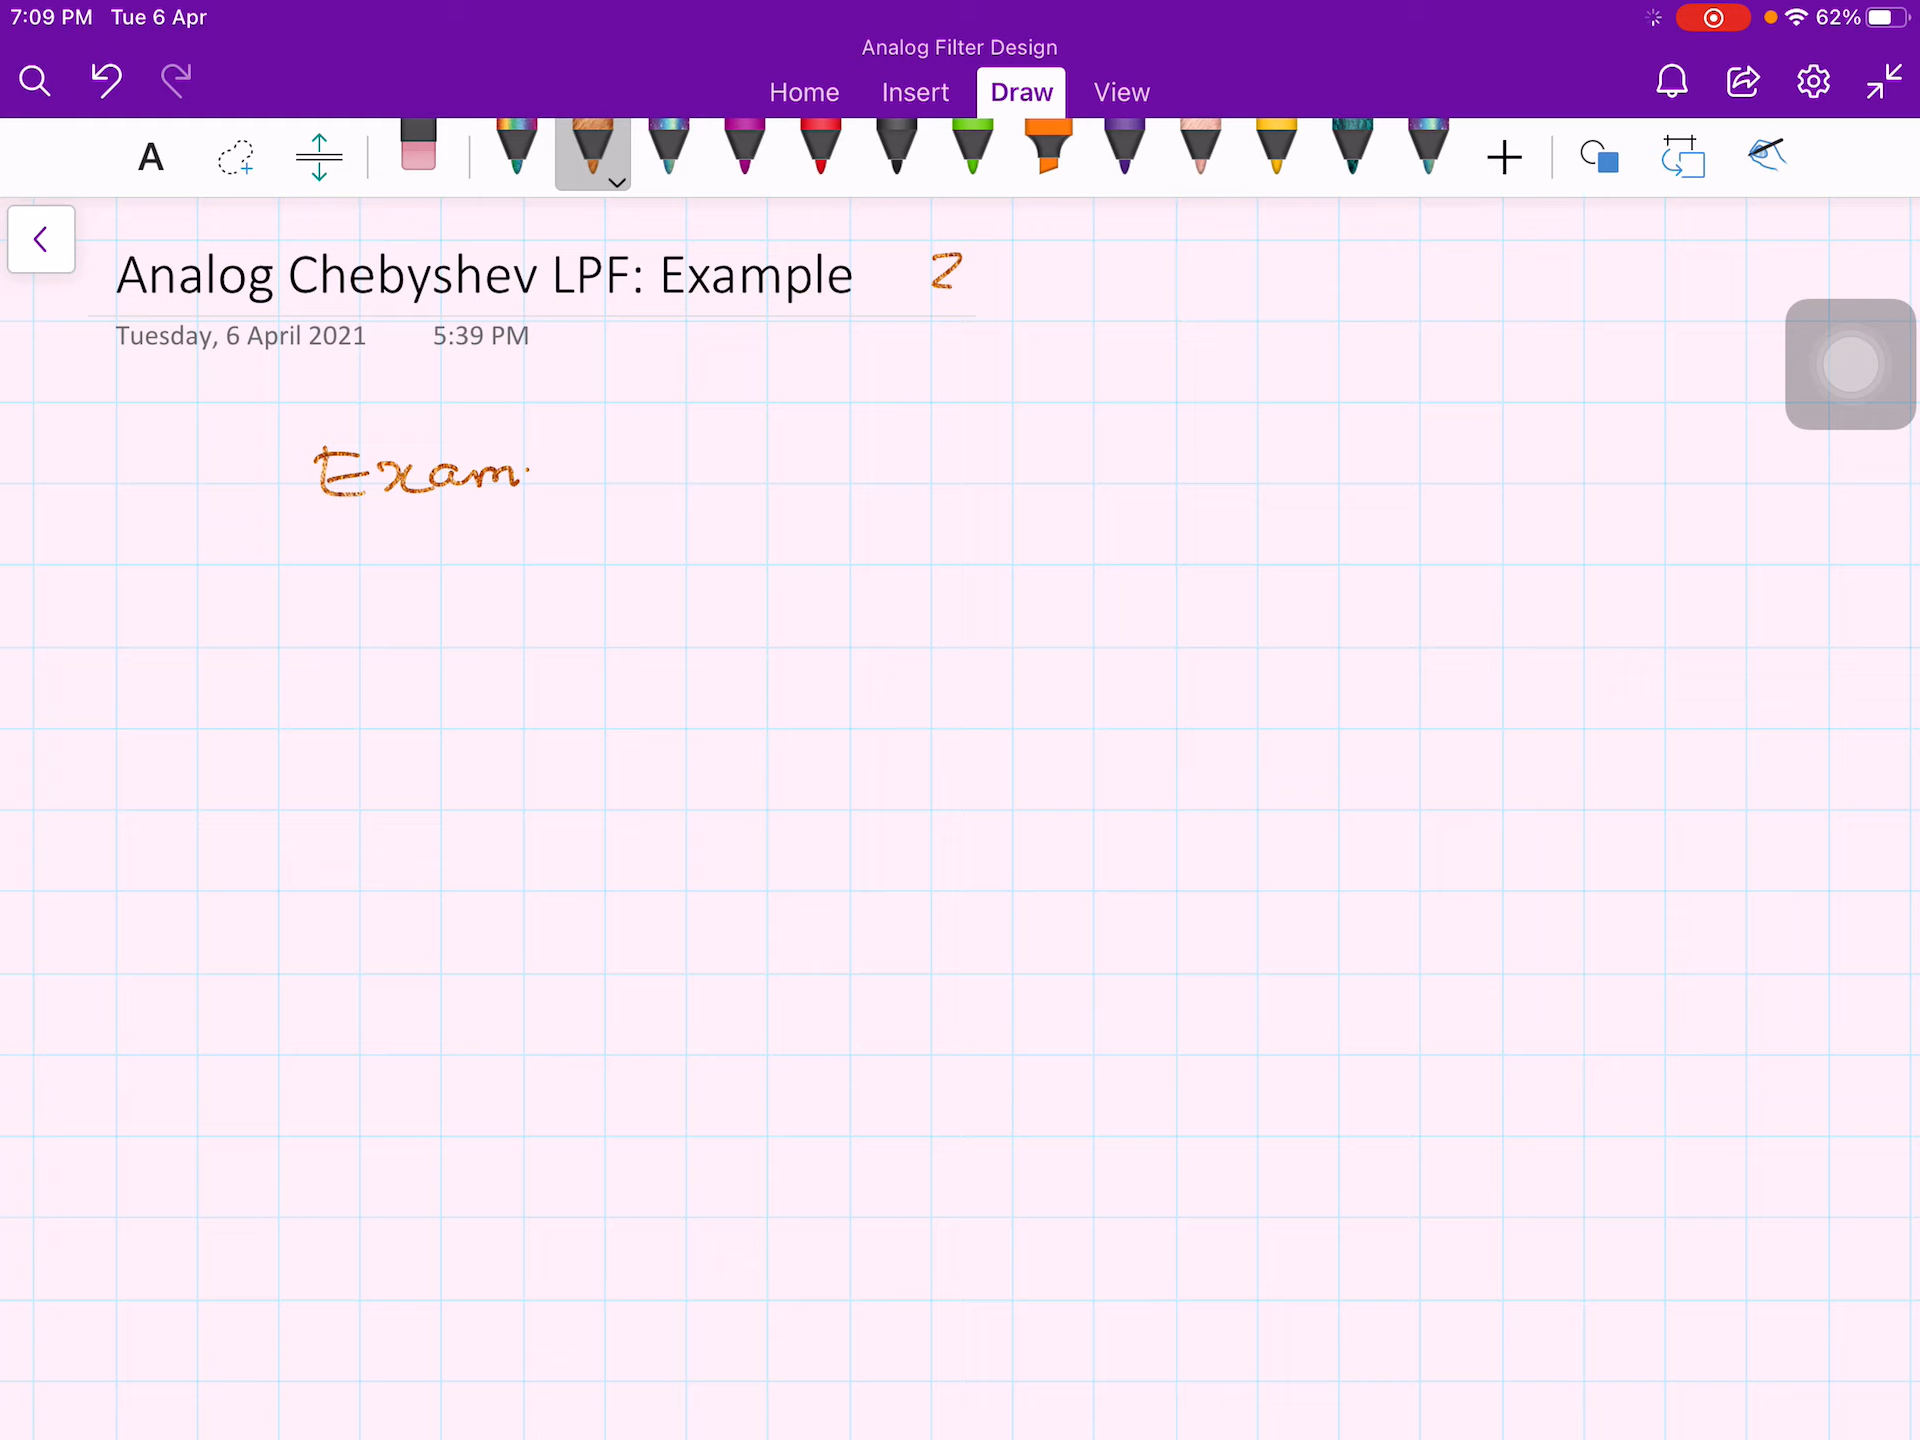 7:09 PM Tue 6 Apr 62%
Analog Filter Design
Home Insert Draw View
A
Analog Chebyshev LPF: Example 2
Tuesday, 6 April 2021 5:39 PM
Exam